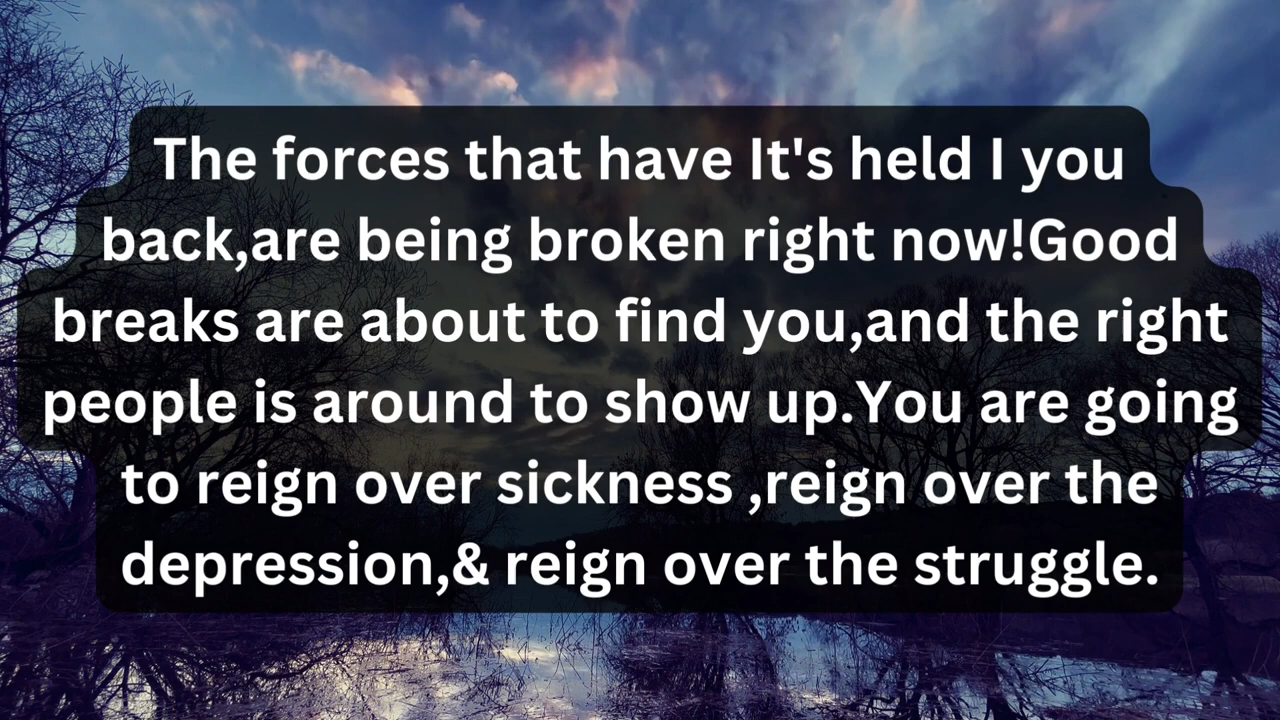 The forces that have It's held I you
back,are being broken right now!Good
breaks are about to find you,and the right
people is around to show up.You are going
to reign over sickness ,reign over the
depression,& reign over the struggle.